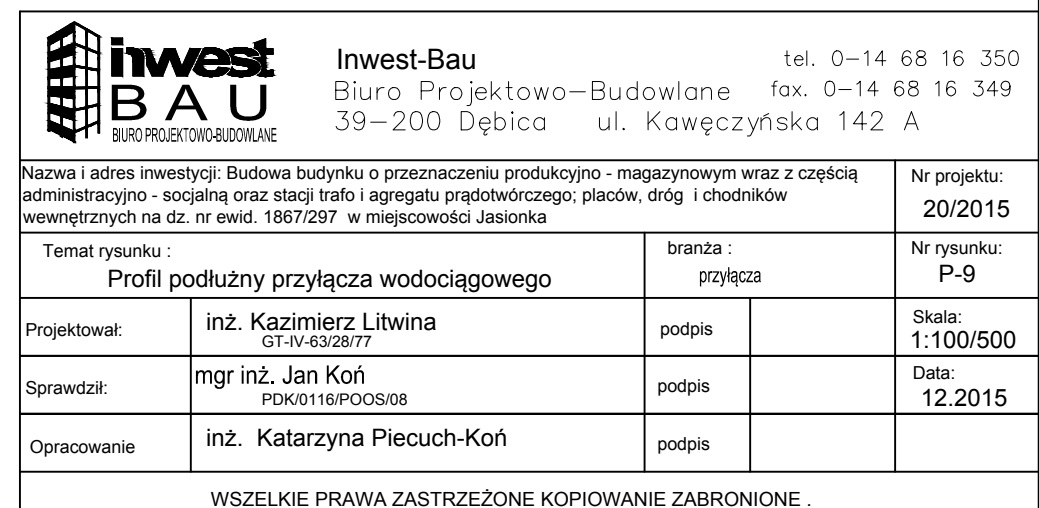 inwest
BAU
BIURO PROJEKTOWO-BUDOWLANE
Inwest-Bau
tel. 0-14 68 16 350
Biuro Projektowo-Budowlane
fax. 0-14 68 16 349
39-200 Dębica ul. Kawęczyńska 142 A
Nazwa i adres inwestycji: Budowa budynku o przeznaczeniu produkcyjno - magazynowym wraz z częścią
administracyjno - socjalną oraz stacji trafo i agregatu prądotwórczego; placów, dróg i chodników
wewnętrznych na dz. nr ewid. 1867/297 w miejscowości Jasionka
Nr projektu:
20/2015
Temat rysunku :
Profil podłużny przyłącza wodociągowego
branża :
przyłącza
Nr rysunku:
P-9
Projektował:
inż. Kazimierz Litwina
GT-IV-63/28/77
podpis
Skala:
1:100/500
Sprawdził:
mgr inż. Jan Koń
PDK/0116/POOS/08
podpis
Data:
12.2015
Opracowanie
inż. Katarzyna Piecuch-Koń
podpis
WSZELKIE PRAWA ZASTRZEŻONE KOPIOWANIE ZABRONIONE .